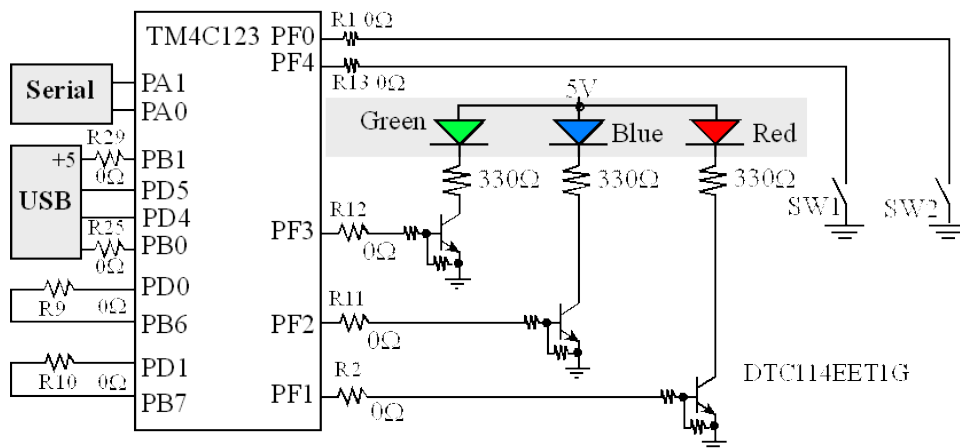 TM4C123
PF0
R1 0Ω
PF4
R13 0Ω
Serial
PA1
PA0
5V
Green
Blue
Red
R29
0Ω
+5
USB
PB1
PD5
PD4
R25
0Ω
PB0
330Ω
330Ω
330Ω
SW1
SW2
PF3
R12
0Ω
PD0
R9
0Ω
PB6
PF2
R11
0Ω
PD1
R10
0Ω
PB7
PF1
R2
0Ω
DTC114EET1G